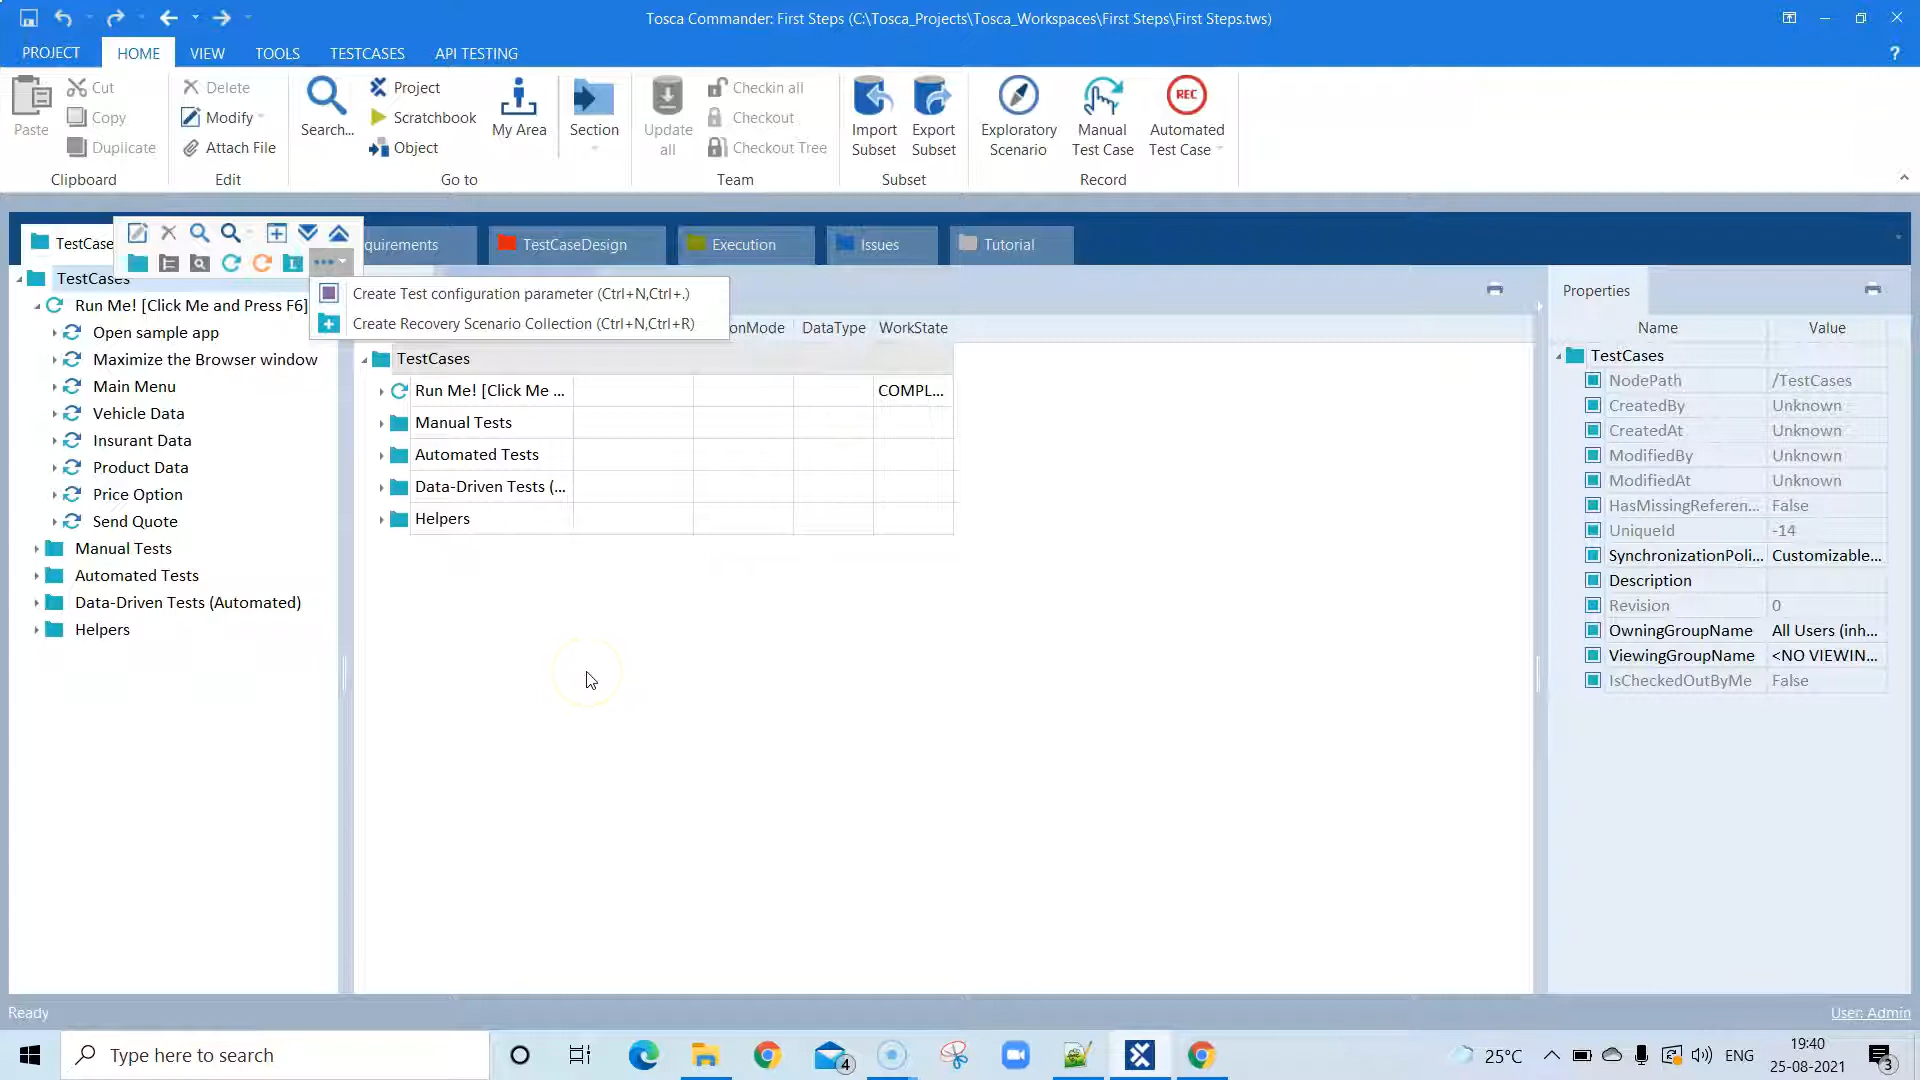 Tosca Commander: First Steps (C:\Tosca_Projects\Tosca_Workspaces\First Steps\First Steps.tws)
PROJECT
HOME
VIEW
TOOLS
TESTCASES
API TESTING
?
Paste
Cut
Copy
Duplicate
Clipboard
Delete
Modify
Attach File
Edit
Search...
Project
Scratchbook
Object
My Area
Section
Go to
Update all
Checkin all
Checkout
Checkout Tree
Team
Import Subset
Export Subset
Subset
Exploratory Scenario
Manual Test Case
REC
Automated Test Case
Record
TestCase
quirements
TestCaseDesign
Execution
Issues
Tutorial
Create Test configuration parameter (Ctrl+N,Ctrl+.)
Create Recovery Scenario Collection (Ctrl+N,Ctrl+R)
TestCases
Run Me! [Click Me and Press F6]
Open sample app
Maximize the Browser window
Main Menu
Vehicle Data
Insurant Data
Product Data
Price Option
Send Quote
Manual Tests
Automated Tests
Data-Driven Tests (Automated)
Helpers
onMode DataType WorkState
TestCases
Run Me! [Click Me ... COMPL...
Manual Tests
Automated Tests
Data-Driven Tests (...
Helpers
Properties
Name Value
TestCases
NodePath /TestCases
CreatedBy Unknown
CreatedAt Unknown
ModifiedBy Unknown
ModifiedAt Unknown
HasMissingReferen... False
UniqueId -14
SynchronizationPoli... Customizable...
Description
Revision 0
OwningGroupName All Users (inh...
ViewingGroupName <NO VIEWIN...
IsCheckedOutByMe False
Ready
User: Admin
Type here to search
4
25°C
ENG
19:40
25-08-2021
3